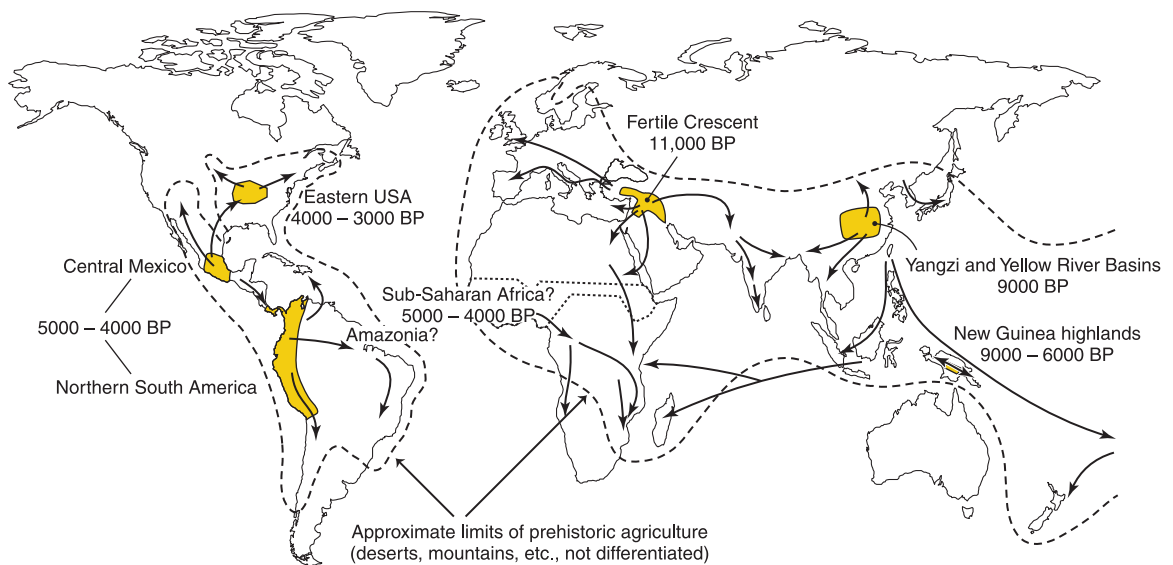 Fertile Crescent
11,000 BP
Eastern USA
4000 – 3000 BP
Central Mexico
5000 – 4000 BP
Northern South America
Amazonia?
Sub-Saharan Africa?
5000 – 4000 BP
Yangzi and Yellow River Basins
9000 BP
New Guinea highlands
9000 – 6000 BP
Approximate limits of prehistoric agriculture
(deserts, mountains, etc., not differentiated)